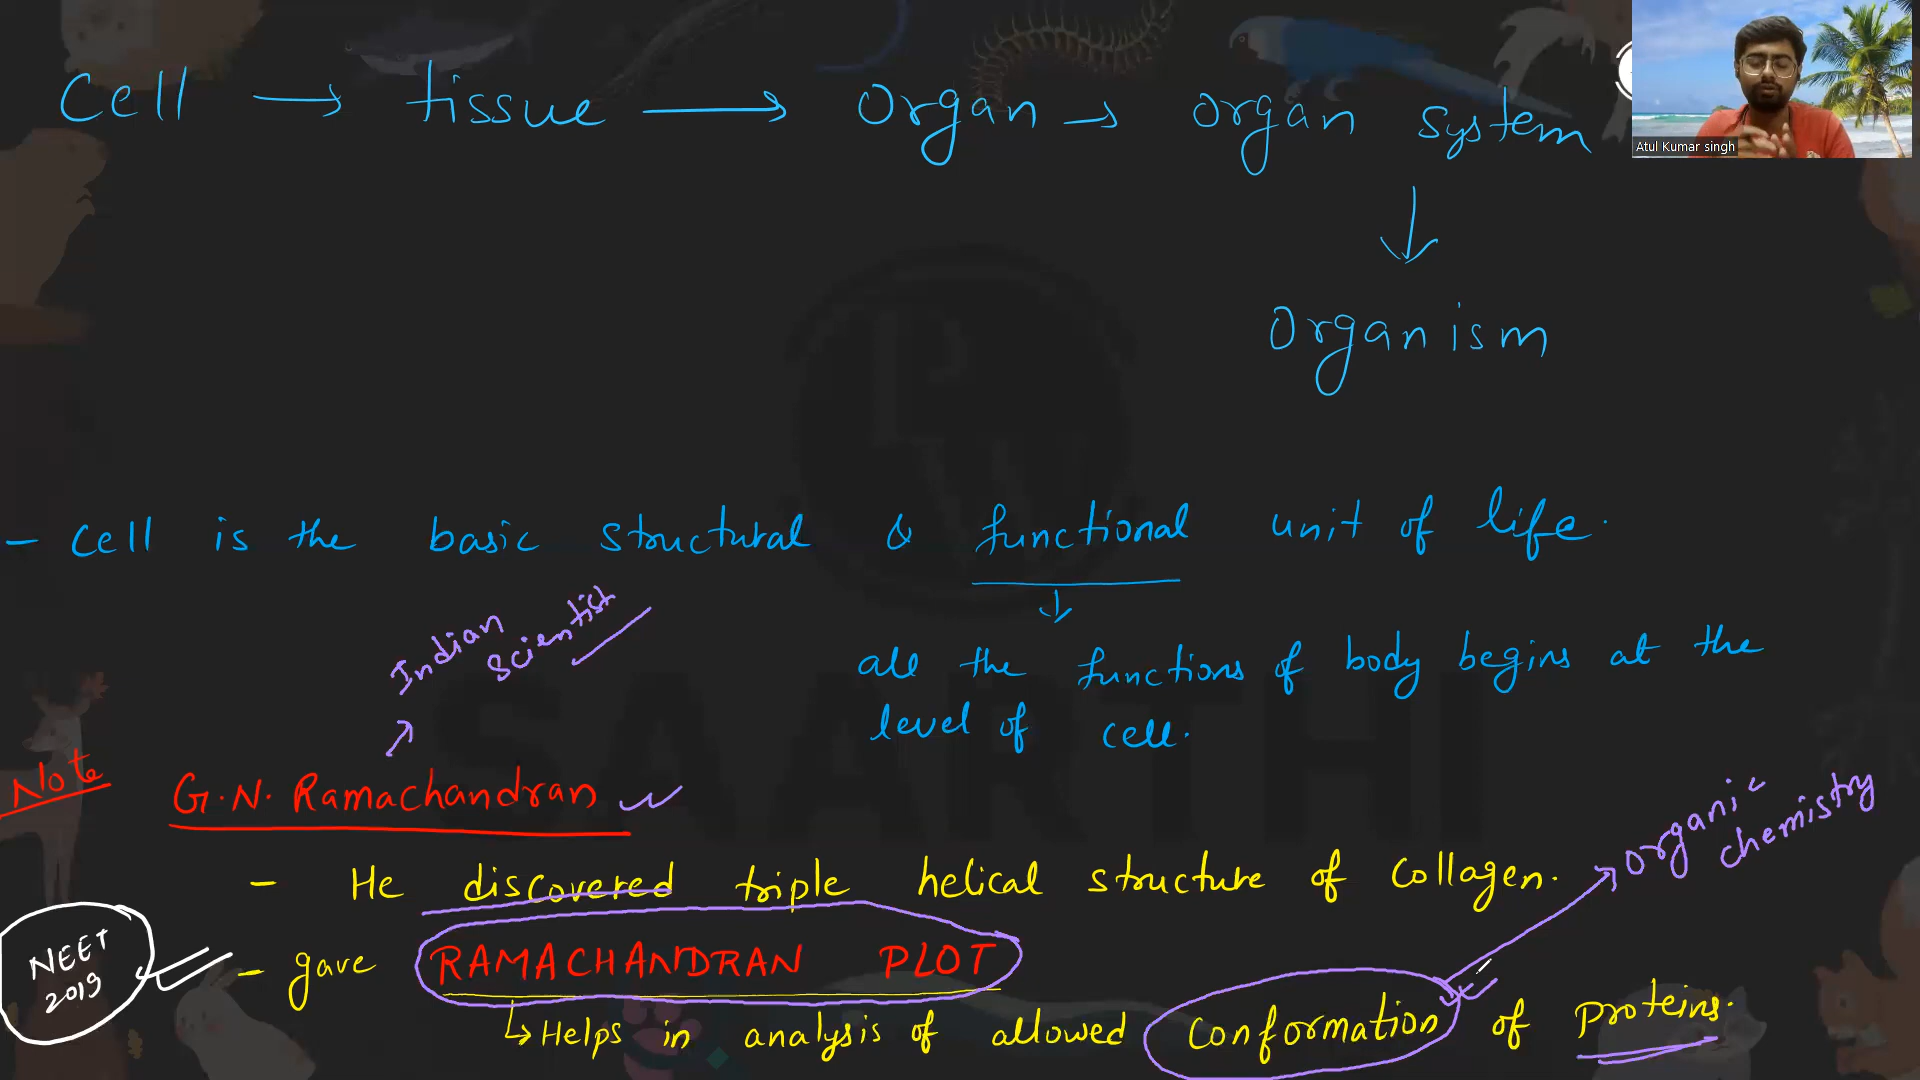 Cell → tissue → Organ → Organ system
↓
Organism
Atul Kumar singh
- Cell is the basic structural & functional unit of life.
↓
all the functions of body begins at the
level of cell.
Indian
Scientist
Note
G.N. Ramachandran
- He discovered triple helical structure of Collagen.
Organic
chemistry
NEET
2019
- gave RAMACHANDRAN PLOT
↳ Helps in analysis of allowed Conformation of proteins.
SAARTHI